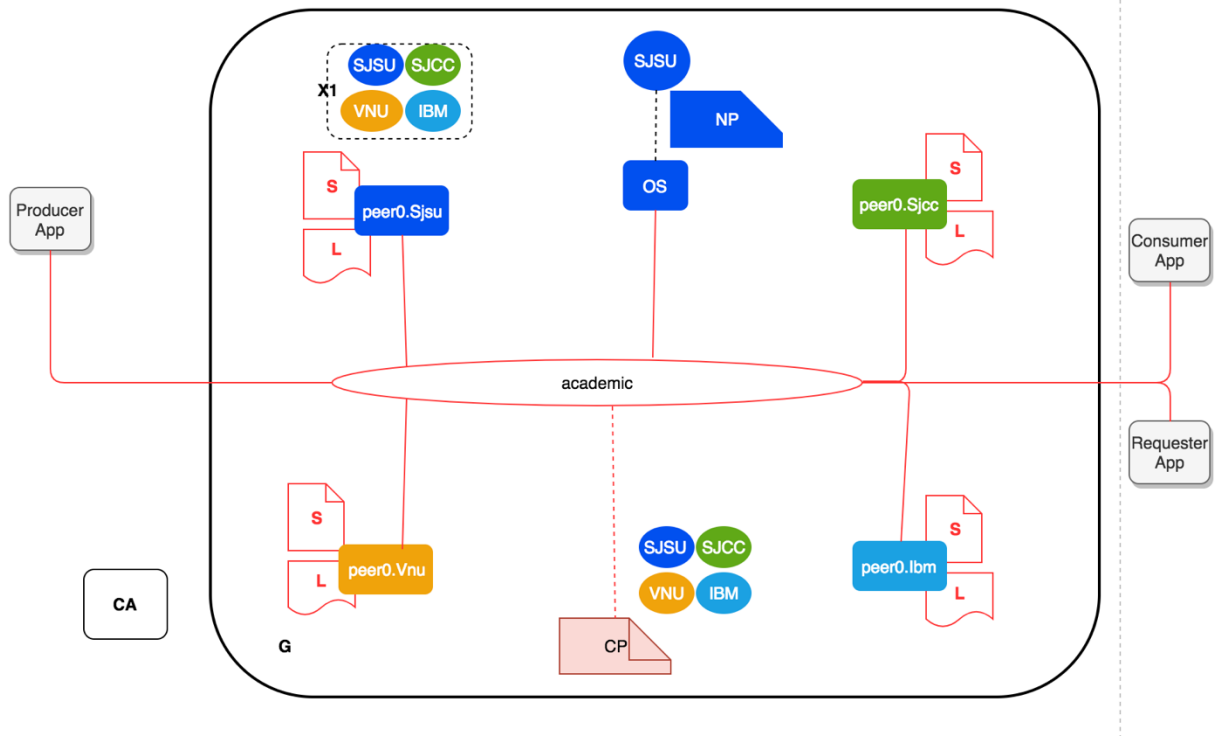 SJSU
SJCC
X1
VNU
IBM
SJSU
NP
S
peer0.Sjsu
L
OS
S
peer0.Sjcc
L
Producer
App
Consumer
App
academic
Requester
App
S
peer0.Vnu
L
SJSU
SJCC
VNU
IBM
S
peer0.Ibm
L
CA
G
CP